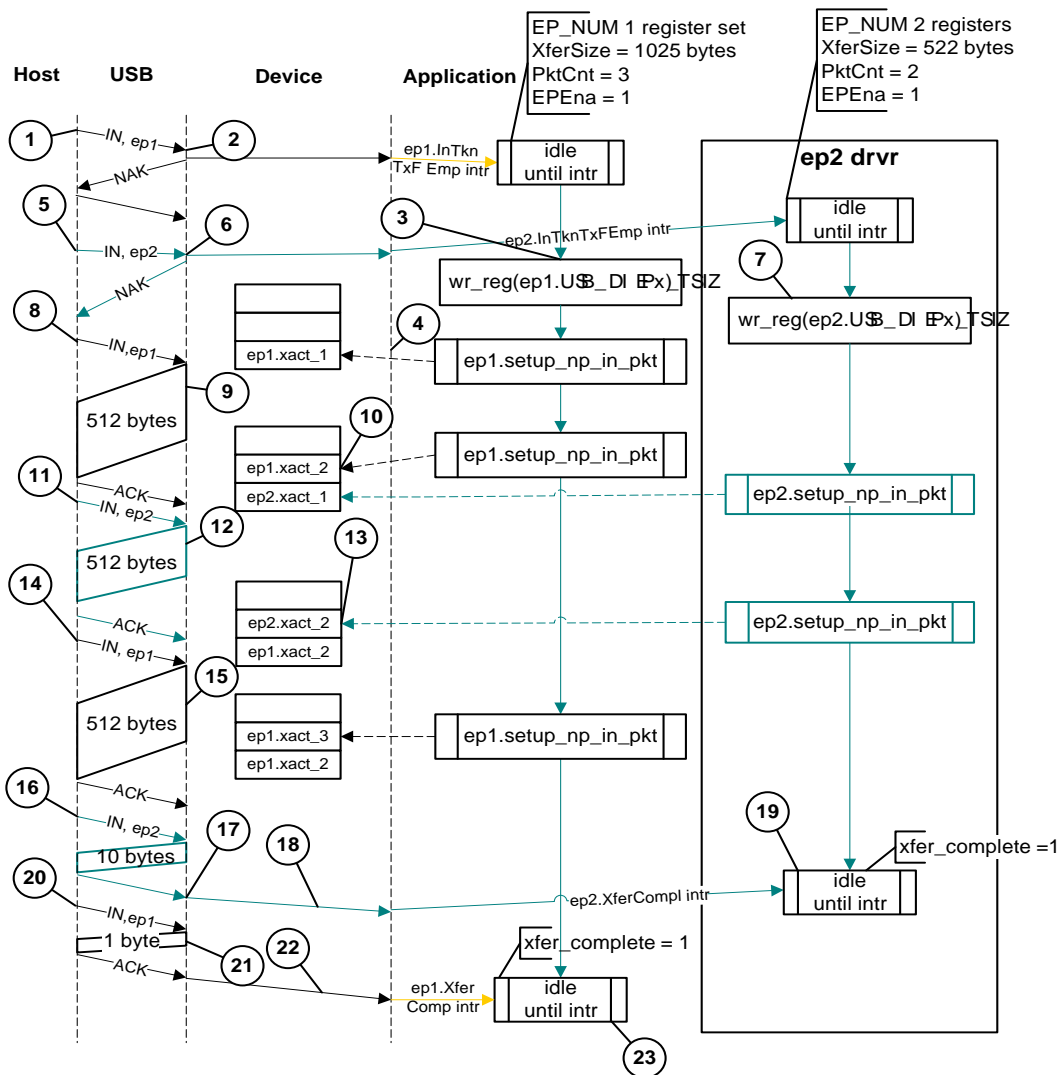 EP_NUM 1 register set
XferSize = 1025 bytes
PktCnt = 3
EPEna = 1
EP_NUM 2 registers
XferSize = 522 bytes
PktCnt = 2
EPEna = 1
Host
USB
Device
Application
1
IN, ep1
2
ep1.InTkn
TxF Emp intr
idle
until intr
ep2 drvr
NAK
5
IN, ep2
6
3
ep2.InTknTxFEmp intr
idle
until intr
7
NAK
wr_reg(ep1.USB_DIEPx)_TSIZ
wr_reg(ep2.USB_DIEPx)_TSIZ
8
IN,ep1
4
ep1.xact_1
ep1.setup_np_in_pkt
9
512 bytes
10
ep1.xact_2
ep2.xact_1
ep1.setup_np_in_pkt
ep2.setup_np_in_pkt
11
ACK
IN, ep2
12
512 bytes
13
14
ACK
IN, ep1
ep2.xact_2
ep1.xact_2
ep2.setup_np_in_pkt
15
512 bytes
ep1.xact_3
ep1.xact_2
ep1.setup_np_in_pkt
16
ACK
IN, ep2
17
18
19
xfer_complete =1
10 bytes
20
ep2.XferCompl intr
idle
until intr
IN,ep1
1 byte
21
22
xfer_complete = 1
ACK
ep1.Xfer
Comp intr
idle
until intr
23